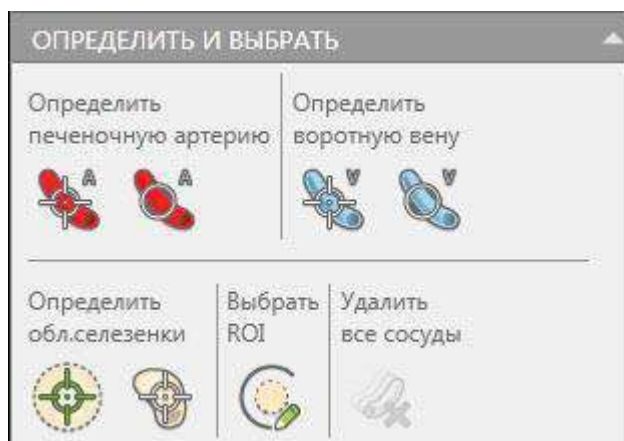 ОПРЕДЕЛИТЬ И ВЫБРАТЬ
Определить
печеночную артерию
A
A
Определить
воротную вену
V
V
Определить
обл.селезенки
Выбрать
ROI
Удалить
все сосуды